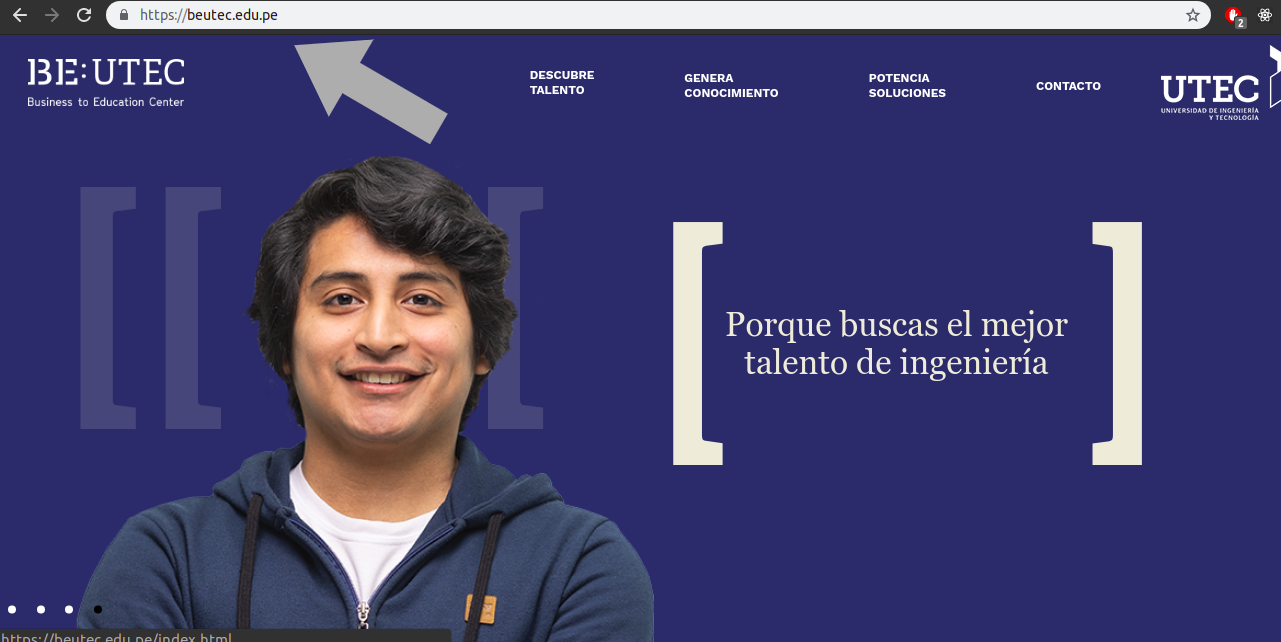 https://beutec.edu.pe
2
BE:UTEC
Business to Education Center
DESCUBRE
TALENTO
GENERA
CONOCIMIENTO
POTENCIA
SOLUCIONES
CONTACTO
UTEC
UNIVERSIDAD DE INGENIERÍA
Y TECNOLOGÍA
Porque buscas el mejor
talento de ingeniería
https://beutec.edu.pe/index.html